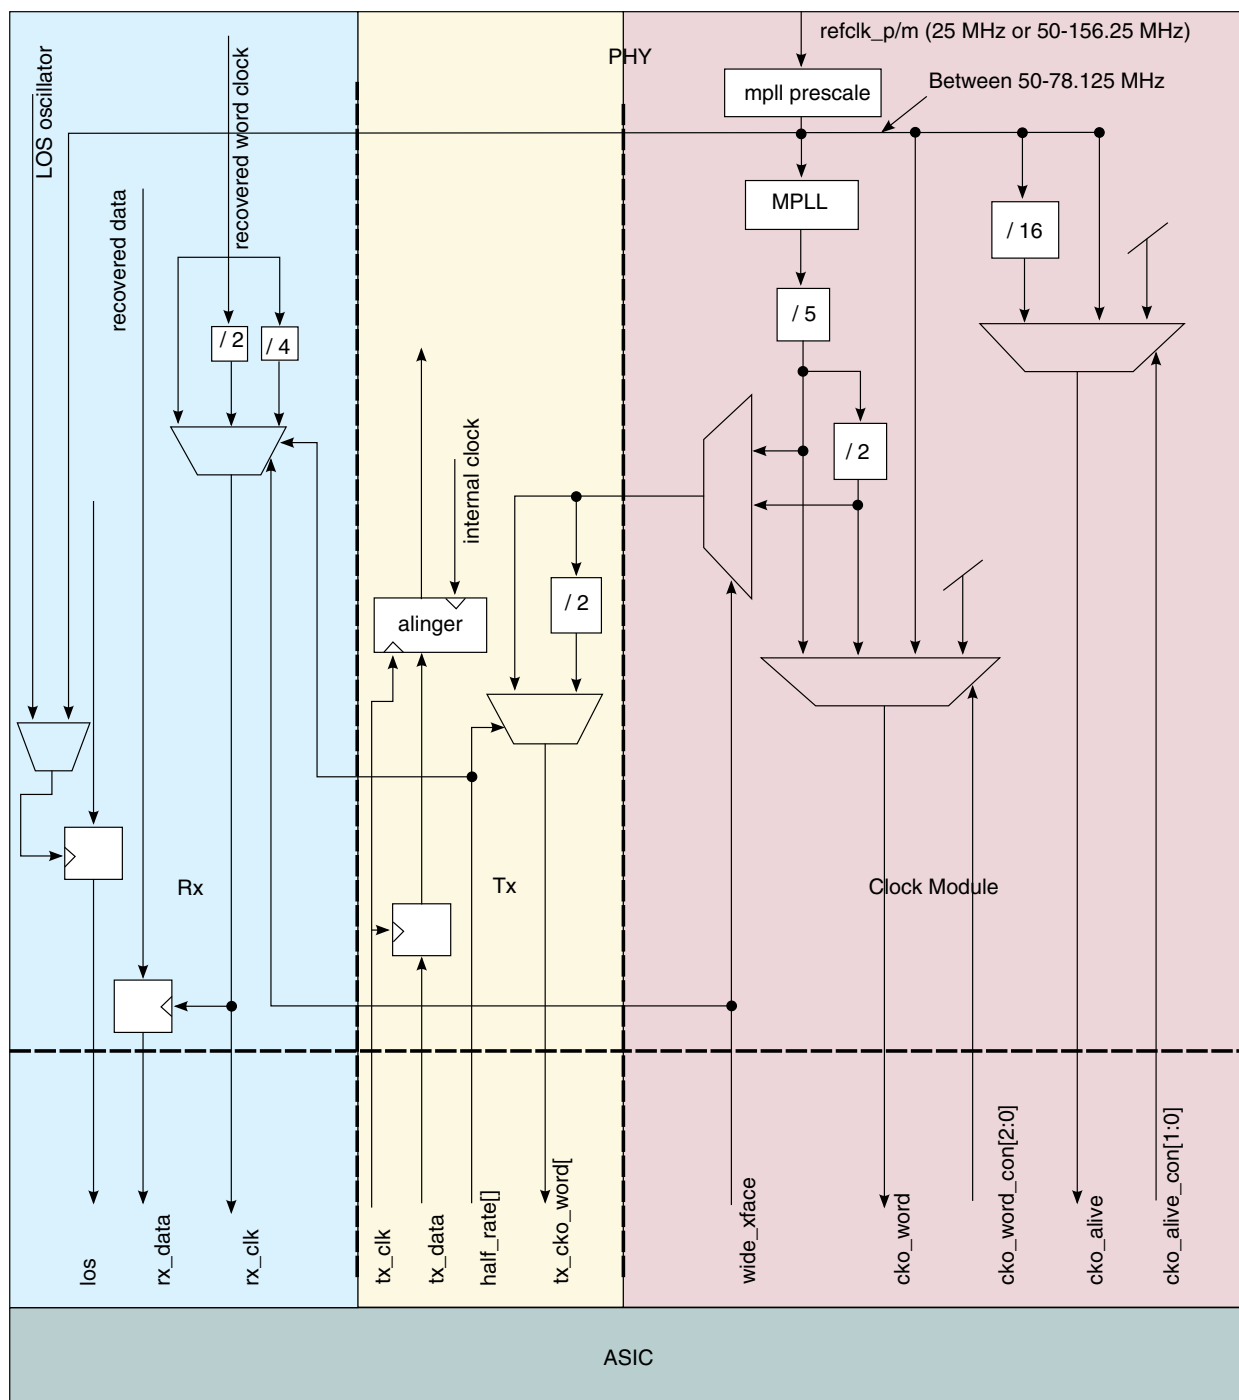 refclk_p/m (25 MHz or 50-156.25 MHz)
PHY
Between 50-78.125 MHz
mpll prescale
LOS oscillator
recovered word clock
recovered data
MPLL
/ 16
/ 5
/ 2
/ 4
/ 2
internal clock
/ 2
alinger
Rx
Tx
Clock Module
los
rx_data
rx_clk
tx_clk
tx_data
half_rate[]
tx_cko_word[
wide_xface
cko_word
cko_word_con[2:0]
cko_alive
cko_alive_con[1:0]
ASIC